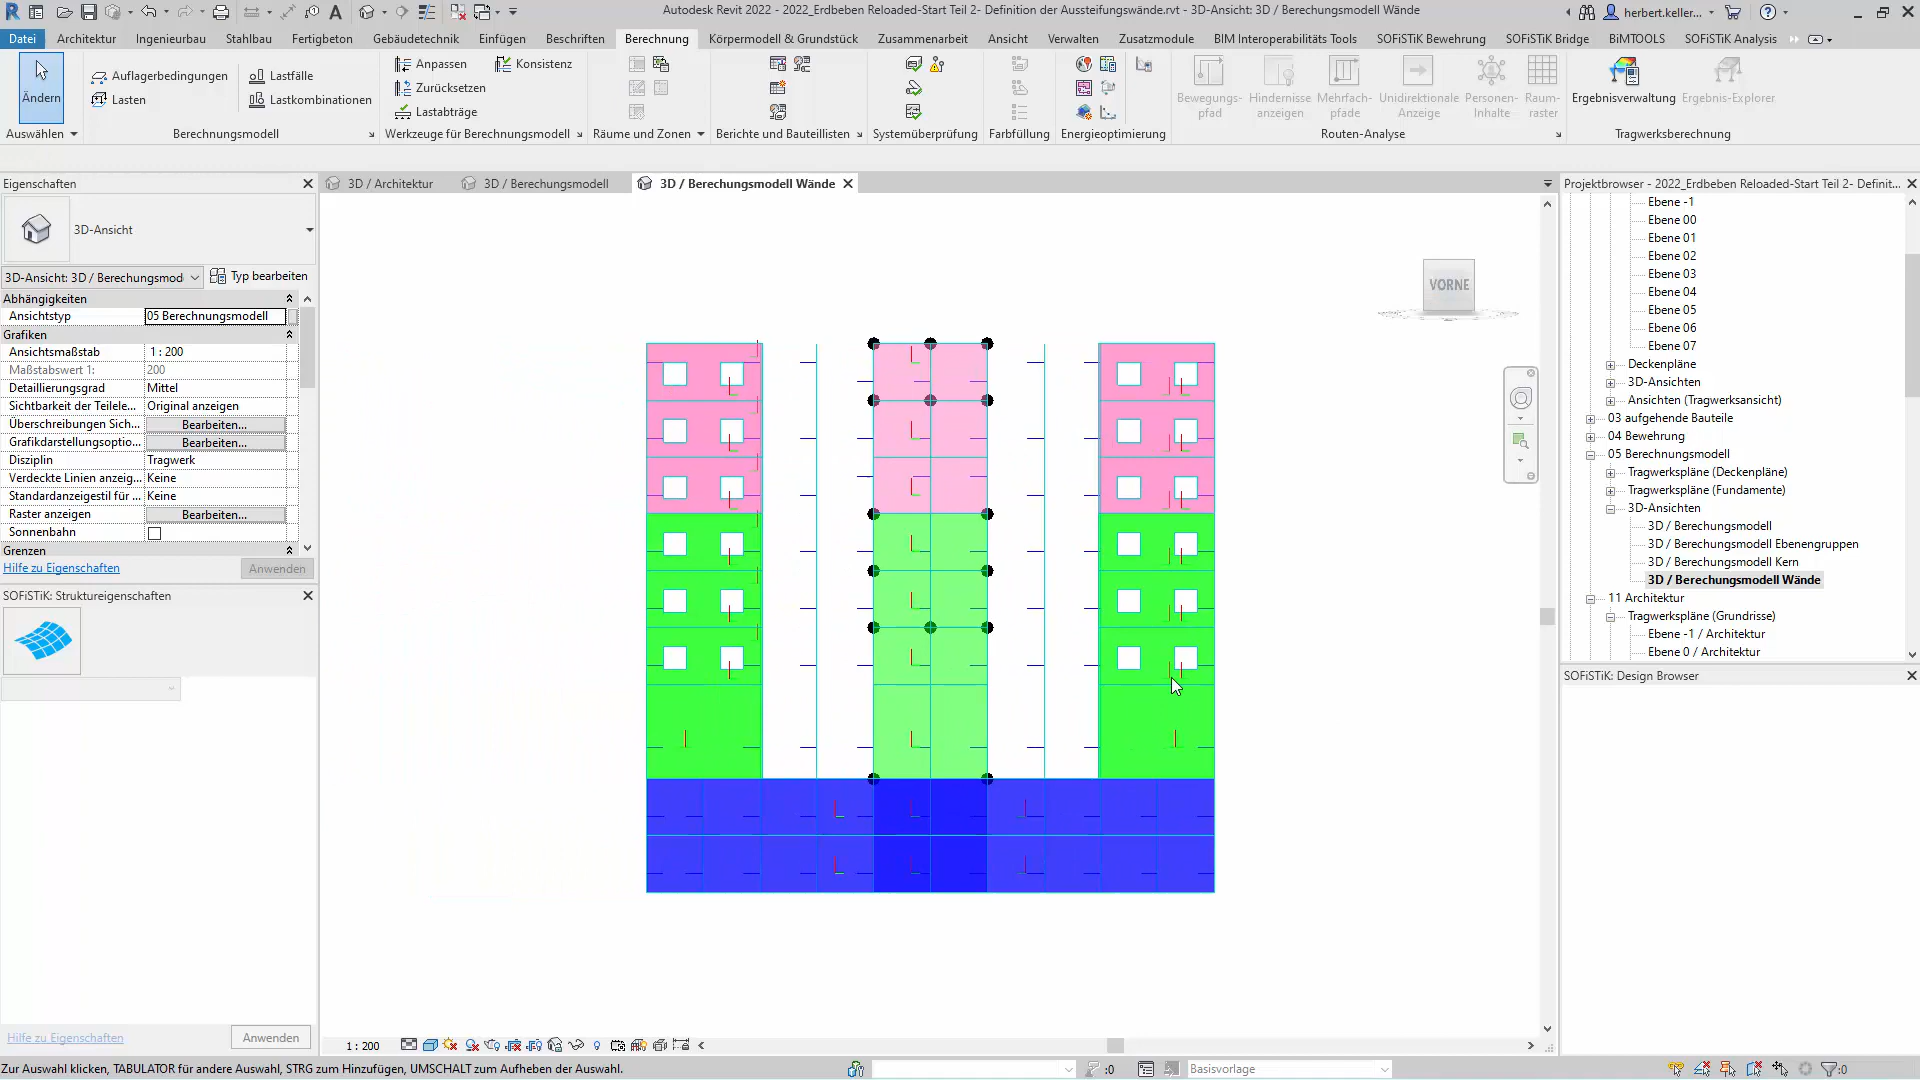 Autodesk Revit 2022 - 2022_Erdbeben Reloaded-Start Teil 2- Definition der Aussteifungswände.rvt - 3D-Ansicht: 3D / Berechungsmodell Wände
herbert.keller...
Datei Architektur Ingenieurbau Stahlbau Fertigbeton Gebäudetechnik Einfügen Beschriften Berechnung Körpermodell & Grundstück Zusammenarbeit Ansicht Verwalten Zusatzmodule BIM Interoperabilitäts Tools SOFiSTiK Bewehrung SOFiSTiK Bridge BiMTOOLS SOFiSTiK Analysis
Ändern
Auswählen
Auflagerbedingungen
Lasten
Lastfälle
Lastkombinationen
Berechnungsmodell
Anpassen
Konsistenz
Zurücksetzen
Lastabträge
Werkzeuge für Berechnungsmodell
Räume und Zonen
Berichte und Bauteillisten
Systemüberprüfung
Farbfüllung
Energieoptimierung
Bewegungs-
pfad
Hindernisse
anzeigen
Mehrfach-
pfade
Unidirektionale
Anzeige
Personen-
Inhalte
Raum-
raster
Routen-Analyse
Ergebnisverwaltung
Ergebnis-Explorer
Tragwerksberechnung
Eigenschaften
3D-Ansicht
3D-Ansicht: 3D / Berechungsmod
Typ bearbeiten
Abhängigkeiten
Ansichtstyp 05 Berechnungsmodell
Grafiken
Ansichtsmaßstab 1 : 200
Maßstabswert 1: 200
Detaillierungsgrad Mittel
Sichtbarkeit der Teilele... Original anzeigen
Überschreibungen Sich... Bearbeiten...
Grafikdarstellungsoptio... Bearbeiten...
Disziplin Tragwerk
Verdeckte Linien anzeig... Keine
Standardanzeigestil für ... Keine
Raster anzeigen Bearbeiten...
Sonnenbahn
Grenzen
Hilfe zu Eigenschaften
Anwenden
SOFiSTiK: Struktureigenschaften
Hilfe zu Eigenschaften
Anwenden
3D / Architektur
3D / Berechungsmodell
3D / Berechungsmodell Wände
VORNE
1 : 200
Projektbrowser - 2022_Erdbeben Reloaded-Start Teil 2- Definit...
Ebene -1
Ebene 00
Ebene 01
Ebene 02
Ebene 03
Ebene 04
Ebene 05
Ebene 06
Ebene 07
Deckenpläne
3D-Ansichten
Ansichten (Tragwerksansicht)
03 aufgehende Bauteile
04 Bewehrung
05 Berechnungsmodell
Tragwerkspläne (Deckenpläne)
Tragwerkspläne (Fundamente)
3D-Ansichten
3D / Berechungsmodell
3D / Berechungsmodell Ebenengruppen
3D / Berechungsmodell Kern
3D / Berechungsmodell Wände
11 Architektur
Tragwerkspläne (Grundrisse)
Ebene -1 / Architektur
Ebene 0 / Architektur
SOFiSTiK: Design Browser
Zur Auswahl klicken, TABULATOR für andere Auswahl, STRG zum Hinzufügen, UMSCHALT zum Aufheben der Auswahl.
:0
Basisvorlage
:0